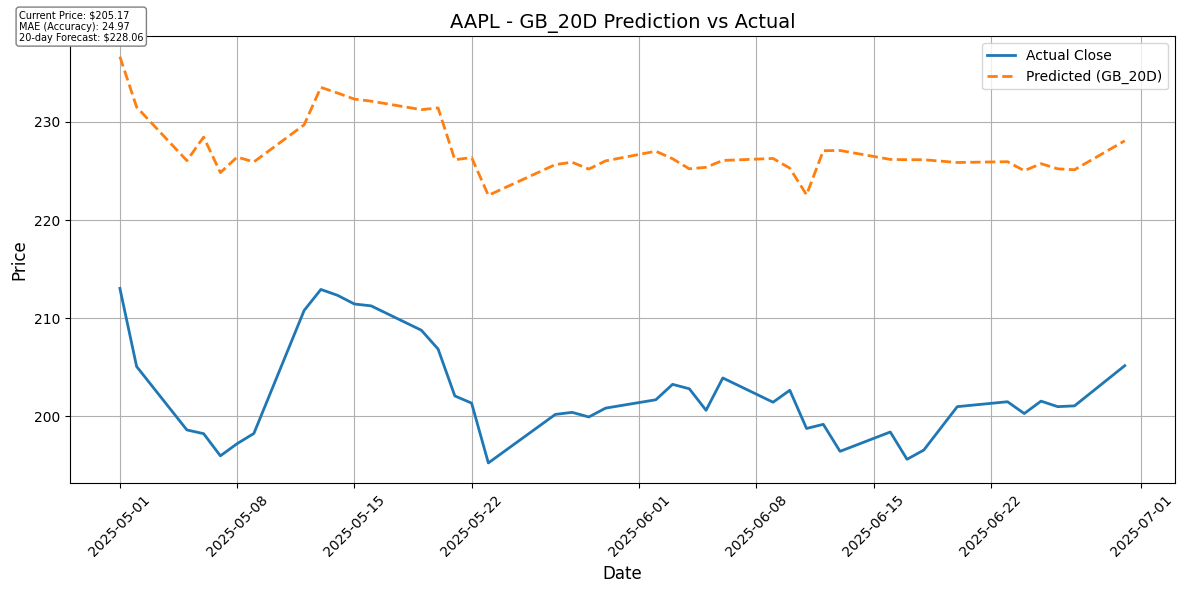 Current Price: $205.17
MAE (Accuracy): 24.97
20-day Forecast: $228.06
AAPL - GB_20D Prediction vs Actual
Actual Close
Predicted (GB_20D)
Price
230
220
210
200
2025-05-01
2025-05-08
2025-05-15
2025-05-22
2025-06-01
2025-06-08
2025-06-15
2025-06-22
2025-07-01
Date